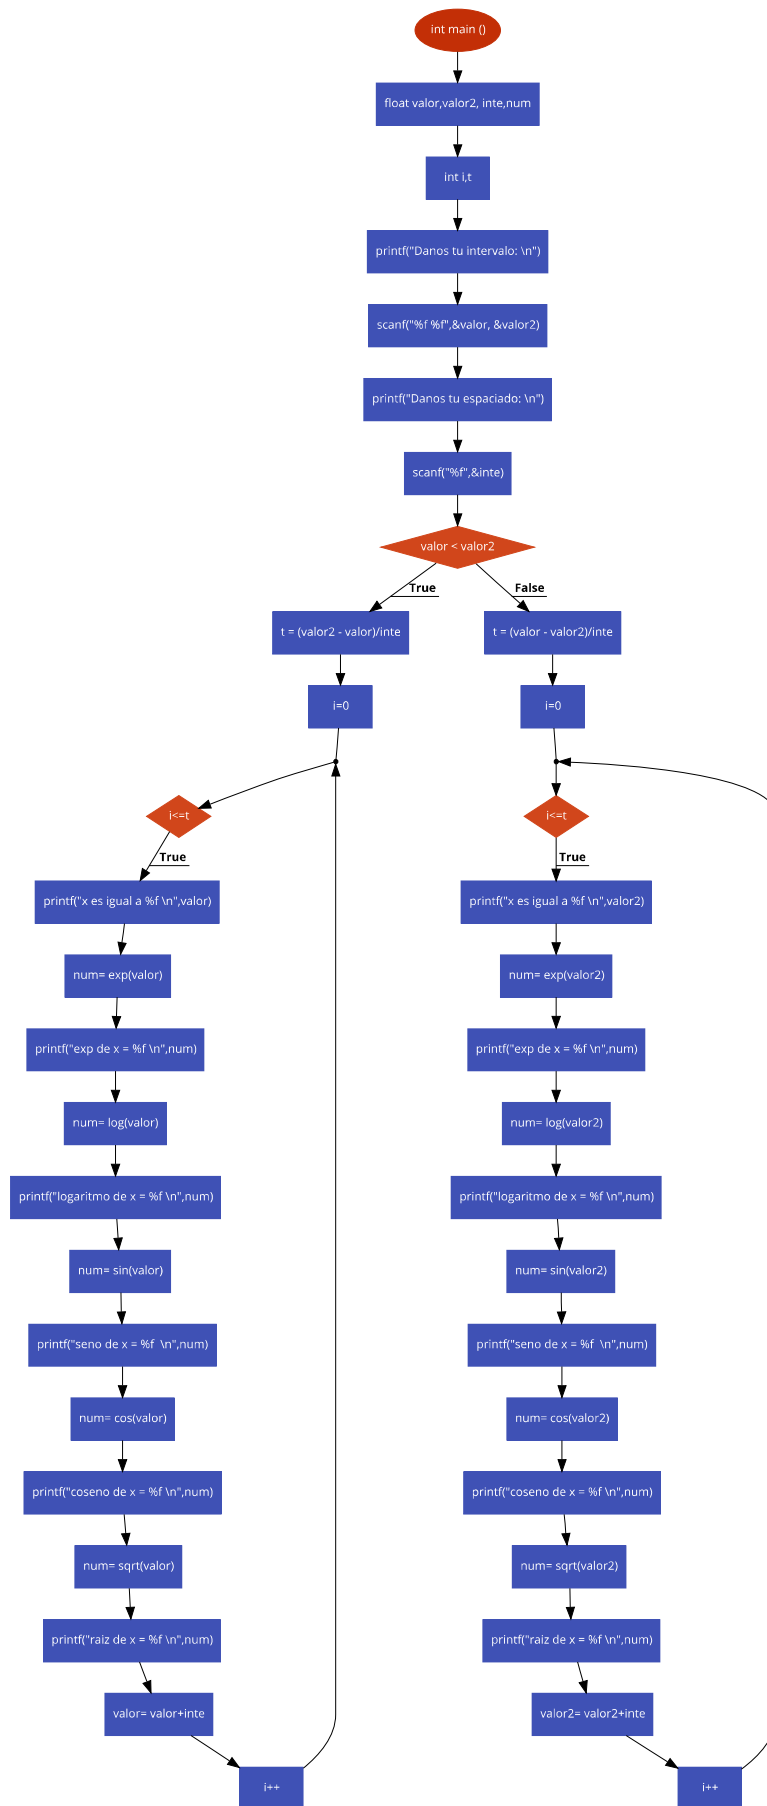 int main ()
float valor,valor2, inte,num
int i,t
printf("Danos tu intervalo: \n")
scanf("%f %f",&valor, &valor2)
printf("Danos tu espaciado: \n")
scanf("%f",&inte)
valor < valor2
True
False
t = (valor2 - valor)/inte
t = (valor - valor2)/inte
i=0
i=0
i<=t
i<=t
True
True
printf("x es igual a %f \n",valor)
printf("x es igual a %f \n",valor2)
num= exp(valor)
num= exp(valor2)
printf("exp de x = %f \n",num)
printf("exp de x = %f \n",num)
num= log(valor)
num= log(valor2)
printf("logaritmo de x = %f \n",num)
printf("logaritmo de x = %f \n",num)
num= sin(valor)
num= sin(valor2)
printf("seno de x = %f  \n",num)
printf("seno de x = %f  \n",num)
num= cos(valor)
num= cos(valor2)
printf("coseno de x = %f \n",num)
printf("coseno de x = %f \n",num)
num= sqrt(valor)
num= sqrt(valor2)
printf("raiz de x = %f \n",num)
printf("raiz de x = %f \n",num)
valor= valor+inte
valor2= valor2+inte
i++
i++